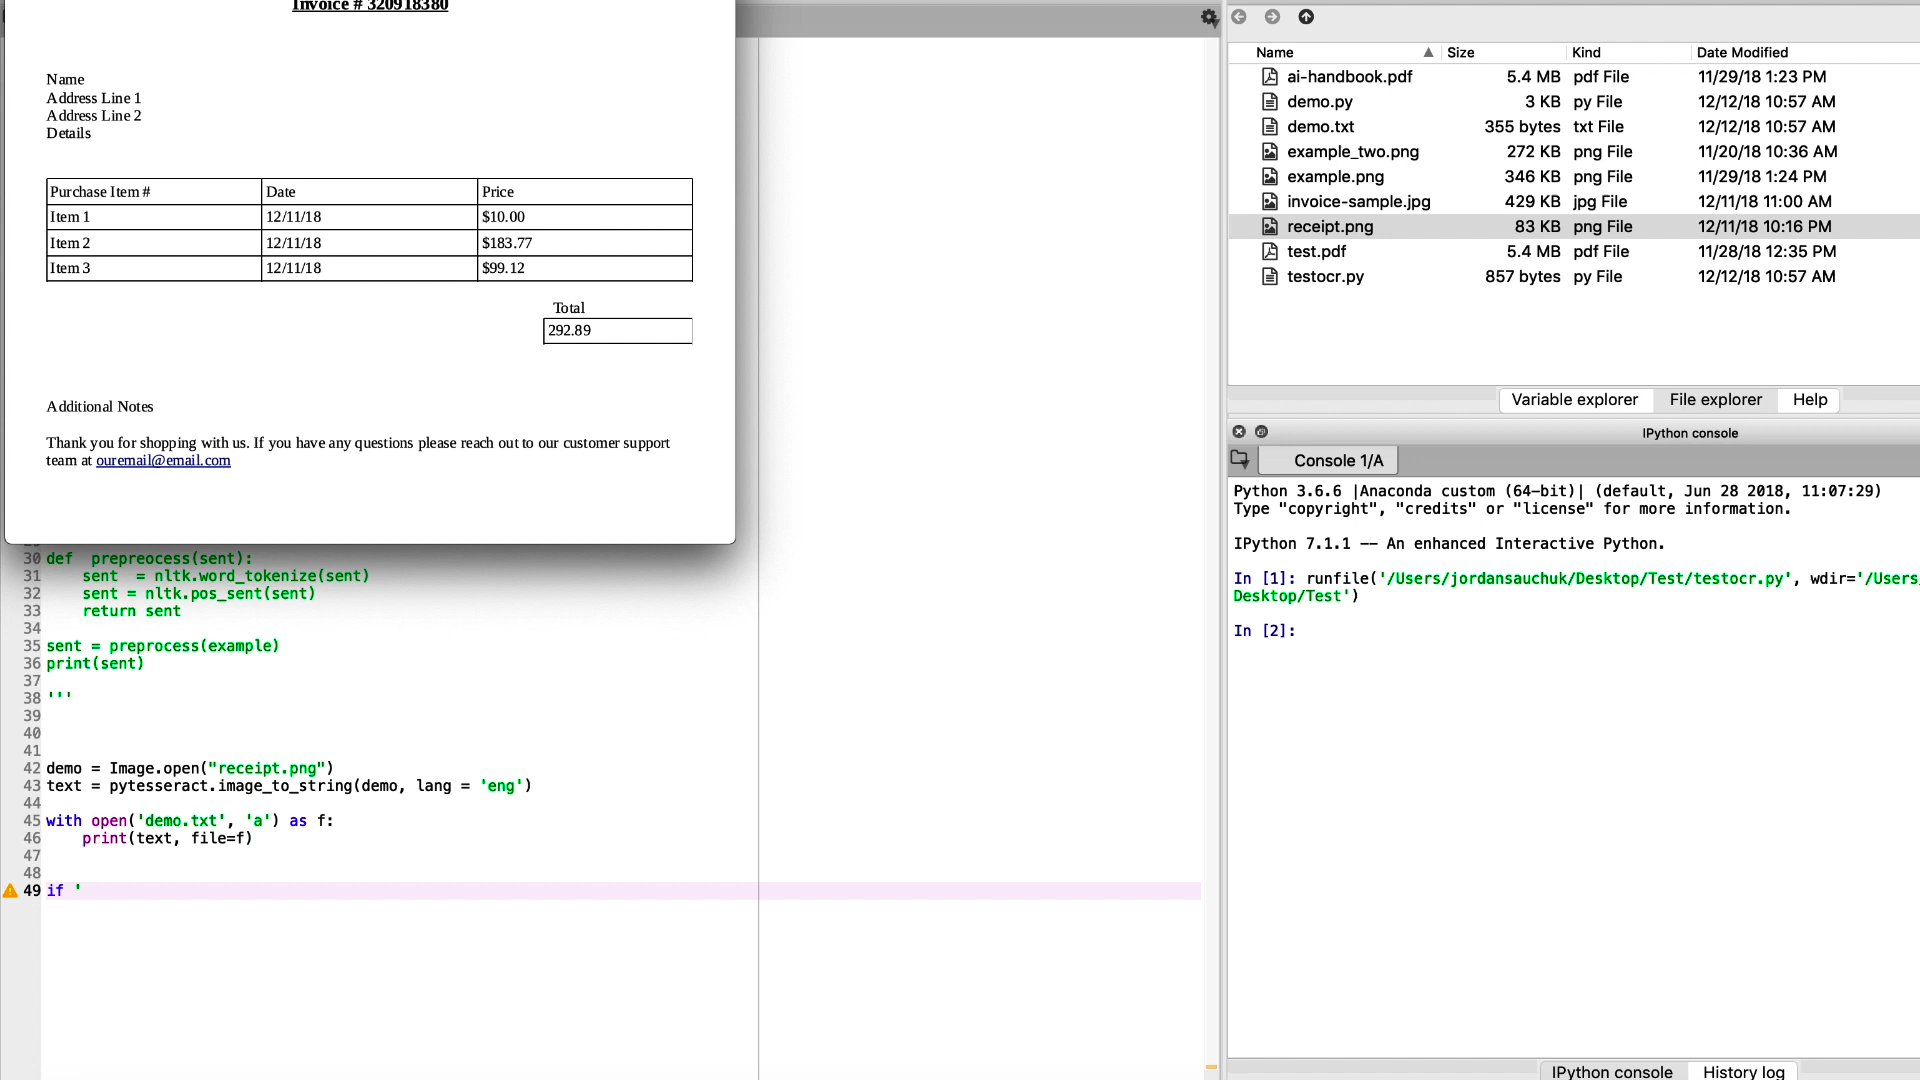 Invoice # 320918380
Name
Address Line 1
Address Line 2
Details
Purchase Item # Date Price
Item 1 12/11/18 $10.00
Item 2 12/11/18 $183.77
Item 3 12/11/18 $99.12
Total
292.89
Additional Notes
Thank you for shopping with us. If you have any questions please reach out to our customer support
team at ouremail@email.com
30 def  prepreocess(sent):
31     sent  = nltk.word_tokenize(sent)
32     sent = nltk.pos_sent(sent)
33     return sent
34
35 sent = preprocess(example)
36 print(sent)
37
38 '''
39
40
41
42 demo = Image.open("receipt.png")
43 text = pytesseract.image_to_string(demo, lang = 'eng')
44
45 with open('demo.txt', 'a') as f:
46     print(text, file=f)
47
48
49 if '
Name Size Kind Date Modified
ai-handbook.pdf 5.4 MB pdf File 11/29/18 1:23 PM
demo.py 3 KB py File 12/12/18 10:57 AM
demo.txt 355 bytes txt File 12/12/18 10:57 AM
example_two.png 272 KB png File 11/20/18 10:36 AM
example.png 346 KB png File 11/29/18 1:24 PM
invoice-sample.jpg 429 KB jpg File 12/11/18 11:00 AM
receipt.png 83 KB png File 12/11/18 10:16 PM
test.pdf 5.4 MB pdf File 11/28/18 12:35 PM
testocr.py 857 bytes py File 12/12/18 10:57 AM
Variable explorer File explorer Help
IPython console
Console 1/A
Python 3.6.6 |Anaconda custom (64-bit)| (default, Jun 28 2018, 11:07:29)
Type "copyright", "credits" or "license" for more information.
IPython 7.1.1 -- An enhanced Interactive Python.
In [1]: runfile('/Users/jordansauchuk/Desktop/Test/testocr.py', wdir='/Users/
Desktop/Test')
In [2]:
IPython console History log